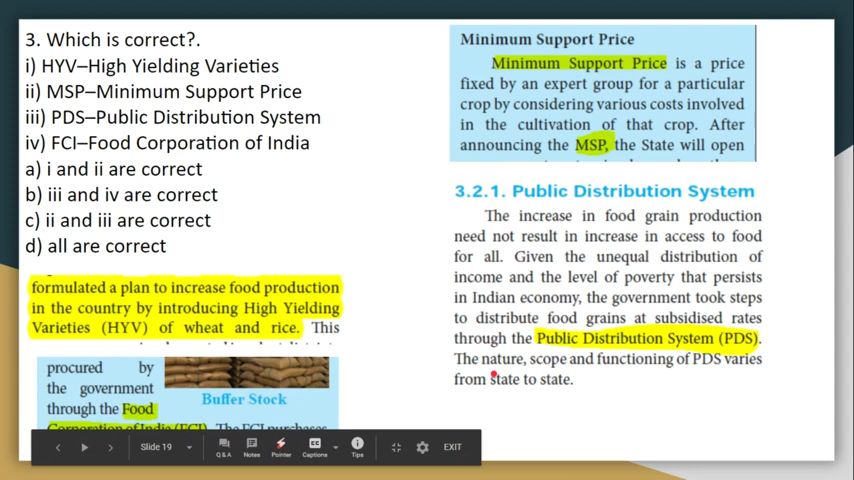 3. Which is correct?.
i) HYV–High Yielding Varieties
ii) MSP–Minimum Support Price
iii) PDS–Public Distribution System
iv) FCI–Food Corporation of India
a) i and ii are correct
b) iii and iv are correct
c) ii and iii are correct
d) all are correct
formulated a plan to increase food production
in the country by introducing High Yielding
Varieties (HYV) of wheat and rice. This
procured by
the government
through the Food
Corporation of India (FCI). The FCI purchases
Buffer Stock
Minimum Support Price
Minimum Support Price is a price
fixed by an expert group for a particular
crop by considering various costs involved
in the cultivation of that crop. After
announcing the MSP, the State will open
3.2.1. Public Distribution System
The increase in food grain production
need not result in increase in access to food
for all. Given the unequal distribution of
income and the level of poverty that persists
in Indian economy, the government took steps
to distribute food grains at subsidised rates
through the Public Distribution System (PDS).
The nature, scope and functioning of PDS varies
from state to state.
Slide 19
Q&A
Notes
Pointer
Captions
Tips
EXIT